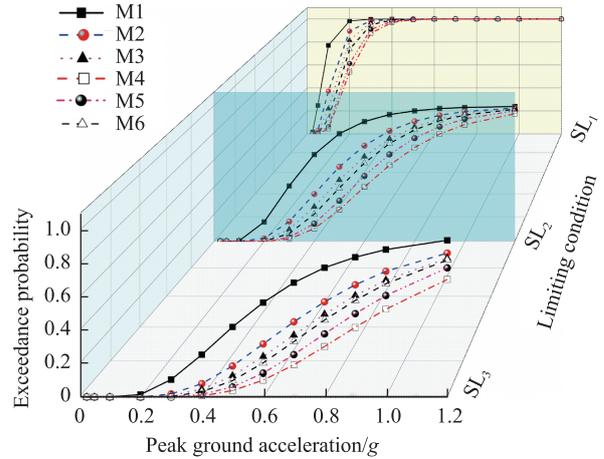 M1
M2
M3
M4
M5
M6
SL1
SL2
SL3
Limiting condition
Exceedance probability
1.0
0.8
0.6
0.4
0.2
0
0 0.2 0.4 0.6 0.8 1.0 1.2
Peak ground acceleration/g